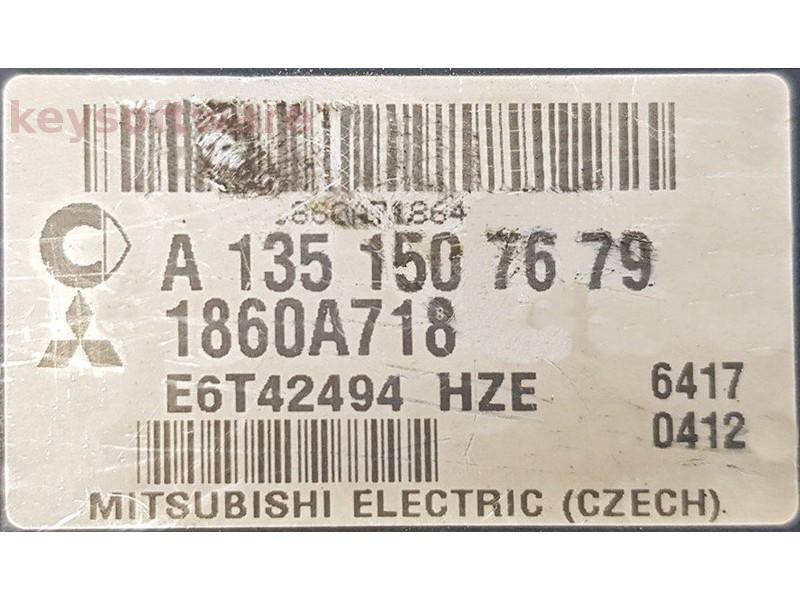 keysoftware
A 135 150 76 79
1860A718
E6T42494 HZE
6417
0412
MITSUBISHI ELECTRIC (CZECH).